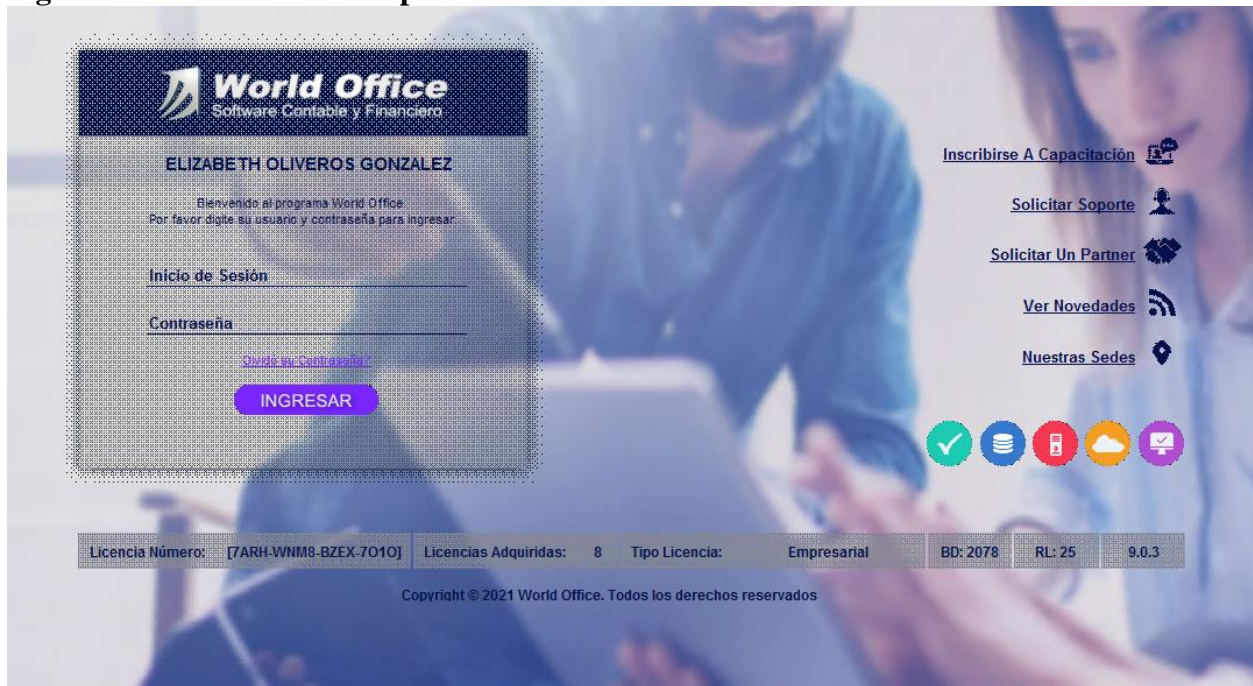 World Office
Software Contable y Financiero
ELIZABETH OLIVEROS GONZALEZ
Bienvenido al programa World Office.
Por favor digite su usuario y contraseña para ingresar.
Inicio de Sesión
Contraseña
Olvidó su Contraseña?
INGRESAR
Inscribirse A Capacitación
Solicitar Soporte
Solicitar Un Partner
Ver Novedades
Nuestras Sedes
Licencia Número: [7ARH-WNM8-BZEX-7O1O] Licencias Adquiridas: 8 Tipo Licencia: Empresarial BD: 2078 RL: 25 9.0.3
Copyright © 2021 World Office. Todos los derechos reservados